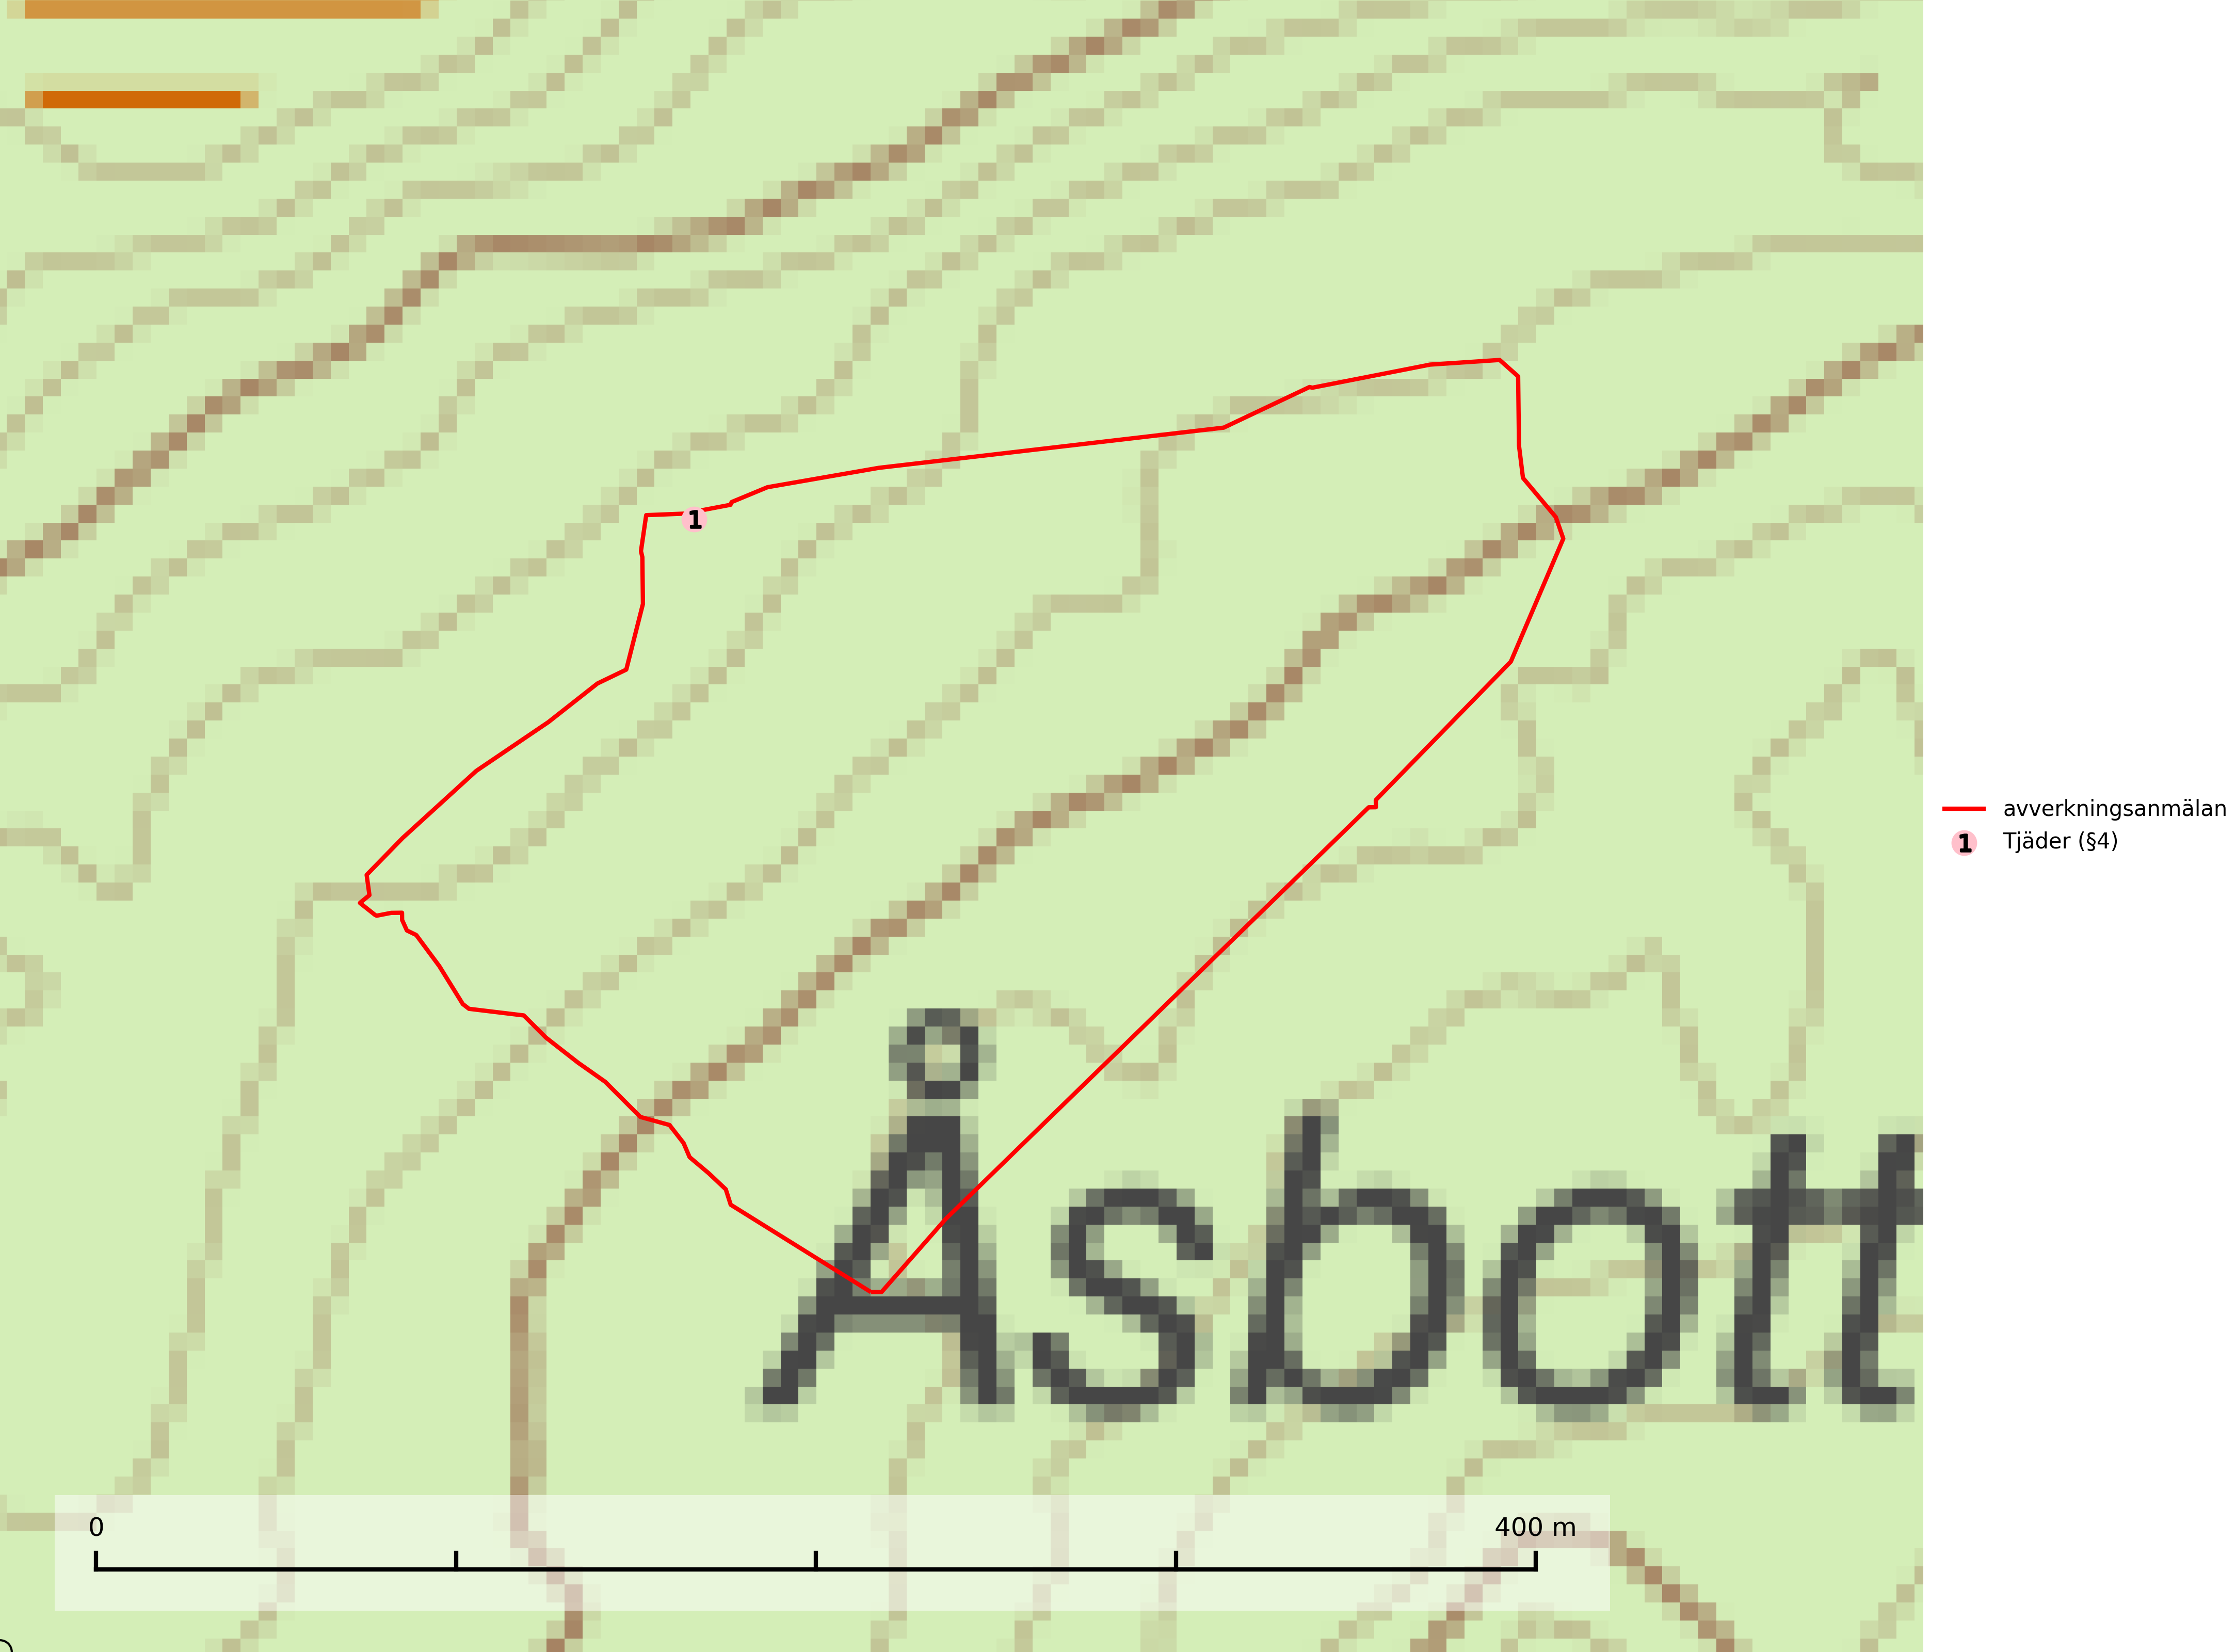 1
avverkningsanmälan
1 Tjäder (§4)
Åsbott
0 400 m